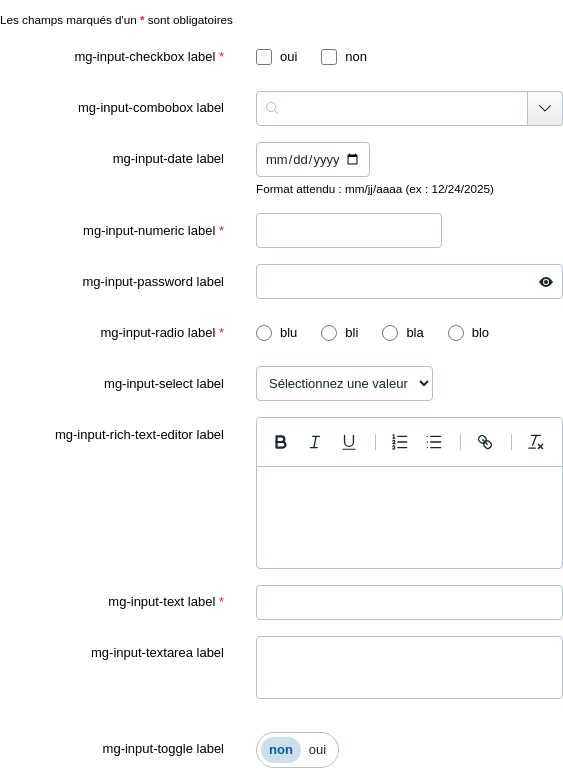 Les champs marqués d'un * sont obligatoires
mg-input-checkbox label * oui non
mg-input-combobox label
mg-input-date label mm/dd/yyyy
Format attendu : mm/jj/aaaa (ex : 12/24/2025)
mg-input-numeric label *
mg-input-password label
mg-input-radio label * blu bli bla blo
mg-input-select label Sélectionnez une valeur
mg-input-rich-text-editor label
mg-input-text label *
mg-input-textarea label
mg-input-toggle label non oui